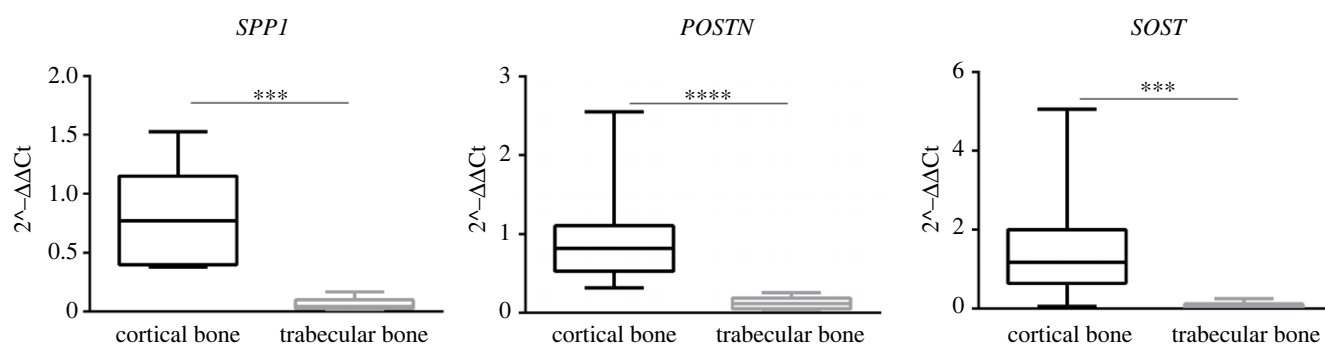 SPP1
2^–ΔΔCt
2.0
1.5
1.0
0.5
0
***
cortical bone trabecular bone
POSTN
2^–ΔΔCt
3
2
1
0
****
cortical bone trabecular bone
SOST
2^–ΔΔCt
6
4
2
0
***
cortical bone trabecular bone